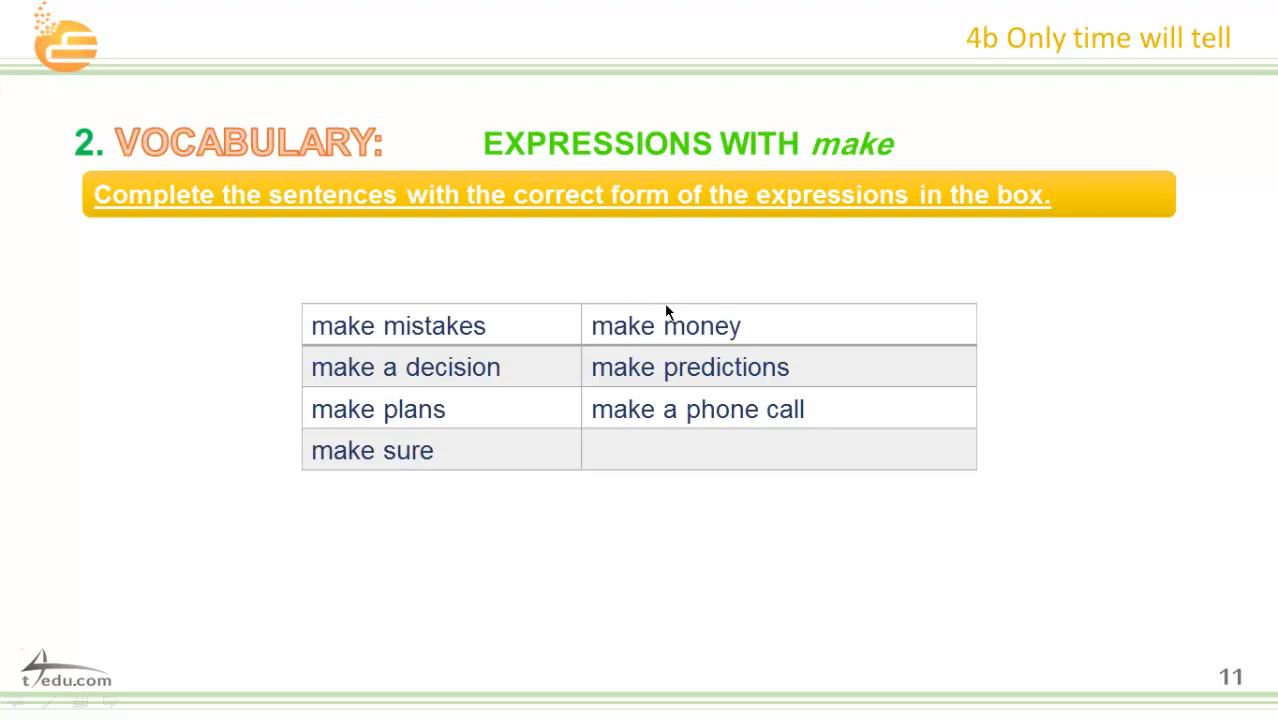 4b Only time will tell
2. VOCABULARY: EXPRESSIONS WITH make
Complete the sentences with the correct form of the expressions in the box.
make mistakes make money
make a decision make predictions
make plans make a phone call
make sure
t4edu.com
11